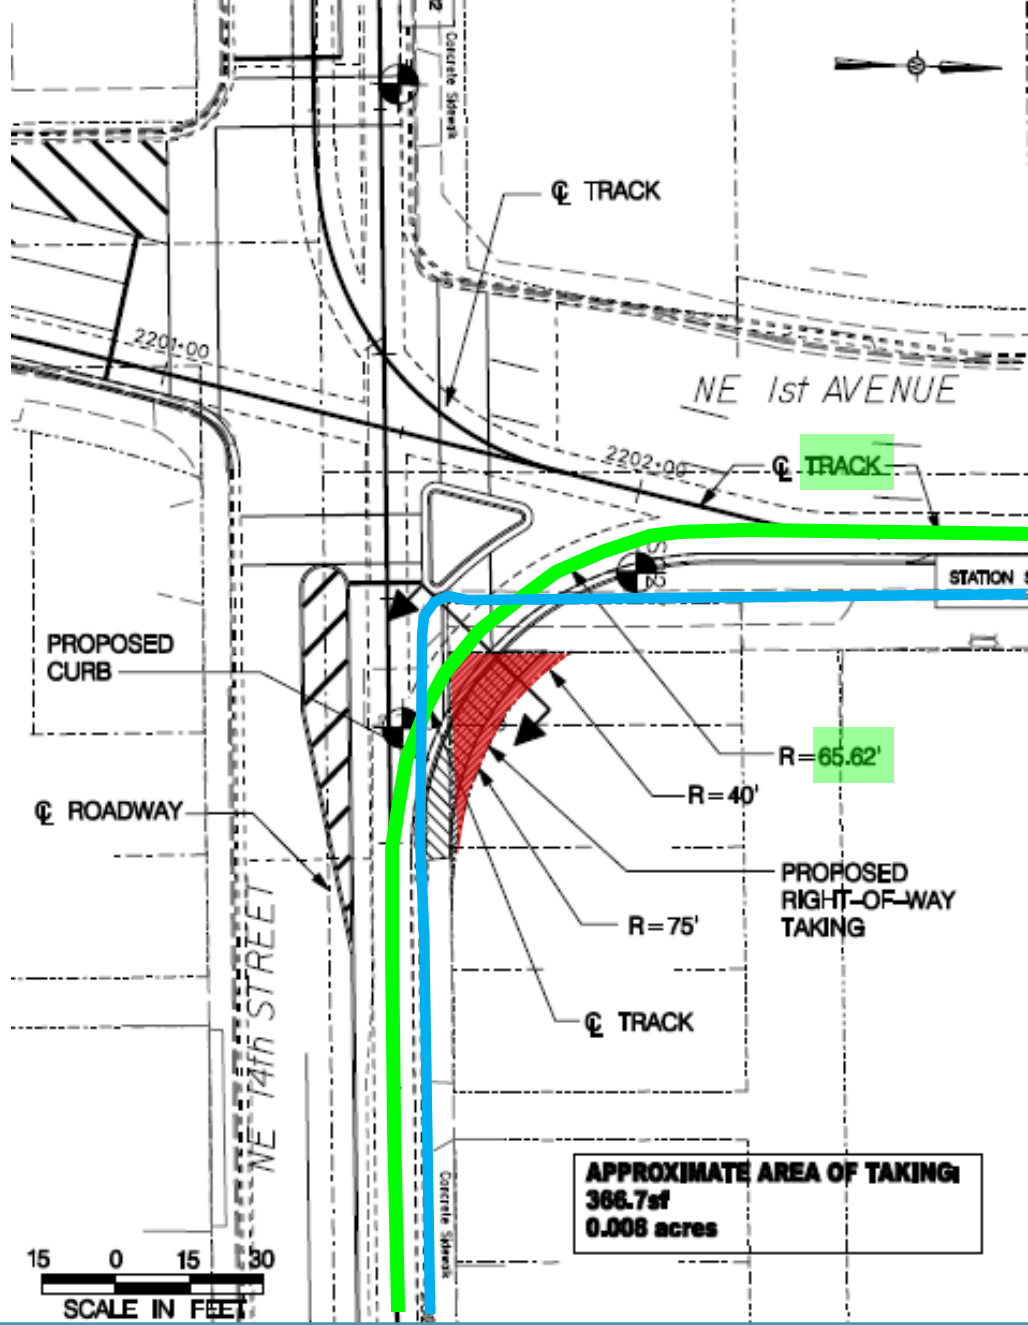 Concrete Sidewalk
℄ TRACK
2201+00
NE 1st AVENUE
2202+00
℄ TRACK
STATION
PROPOSED
CURB
R=65.62'
R=40'
℄ ROADWAY
PROPOSED
RIGHT-OF-WAY
TAKING
R=75'
NE 14th STREET
℄ TRACK
Concrete Sidewalk
APPROXIMATE AREA OF TAKING:
366.7sf
0.008 acres
15 0 15 30
SCALE IN FEET